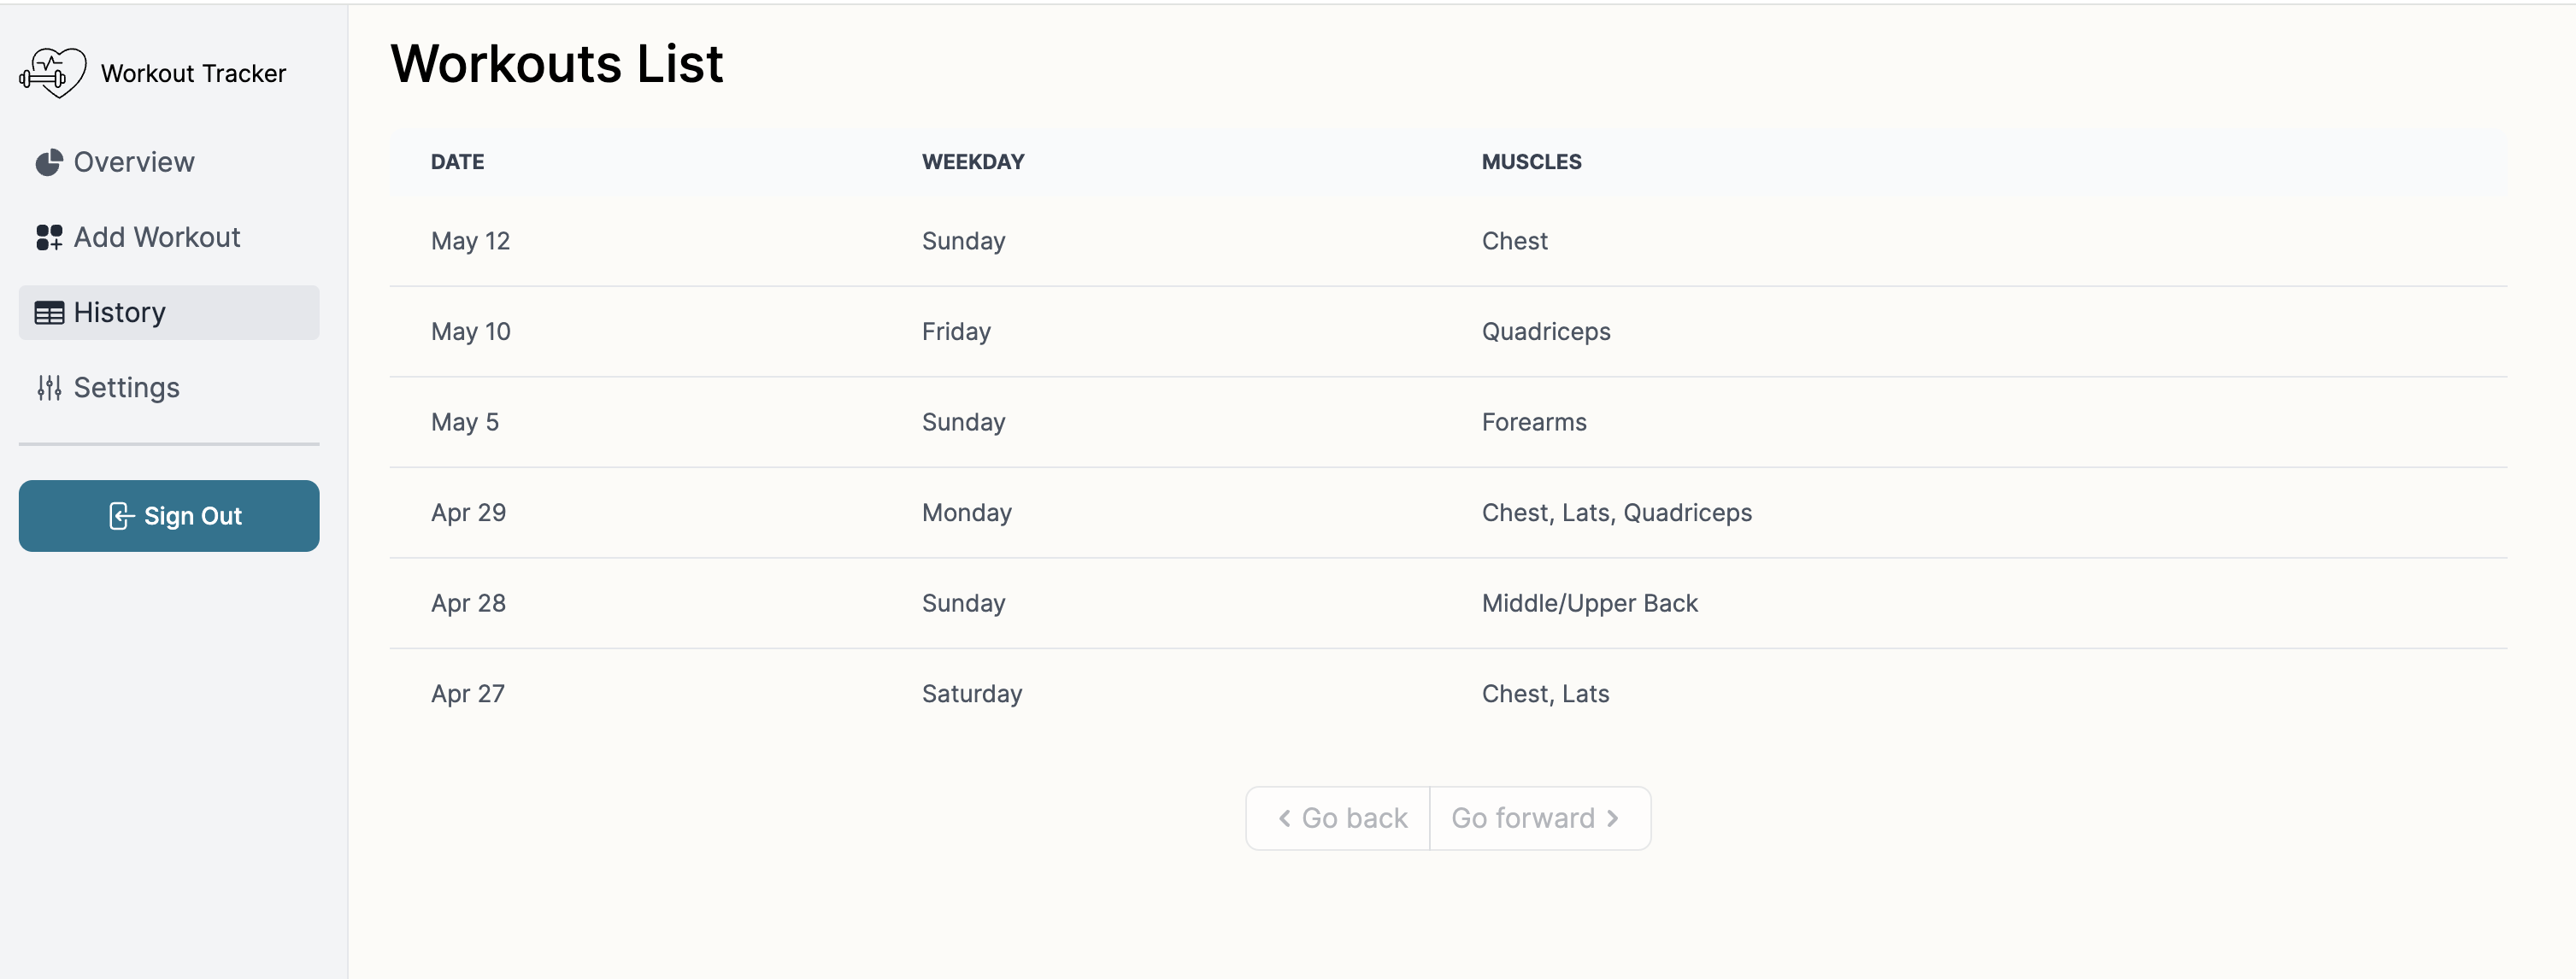 Workout Tracker
Overview
Add Workout
History
Settings
Sign Out
Workouts List
DATE WEEKDAY MUSCLES
May 12 Sunday Chest
May 10 Friday Quadriceps
May 5 Sunday Forearms
Apr 29 Monday Chest, Lats, Quadriceps
Apr 28 Sunday Middle/Upper Back
Apr 27 Saturday Chest, Lats
Go back Go forward